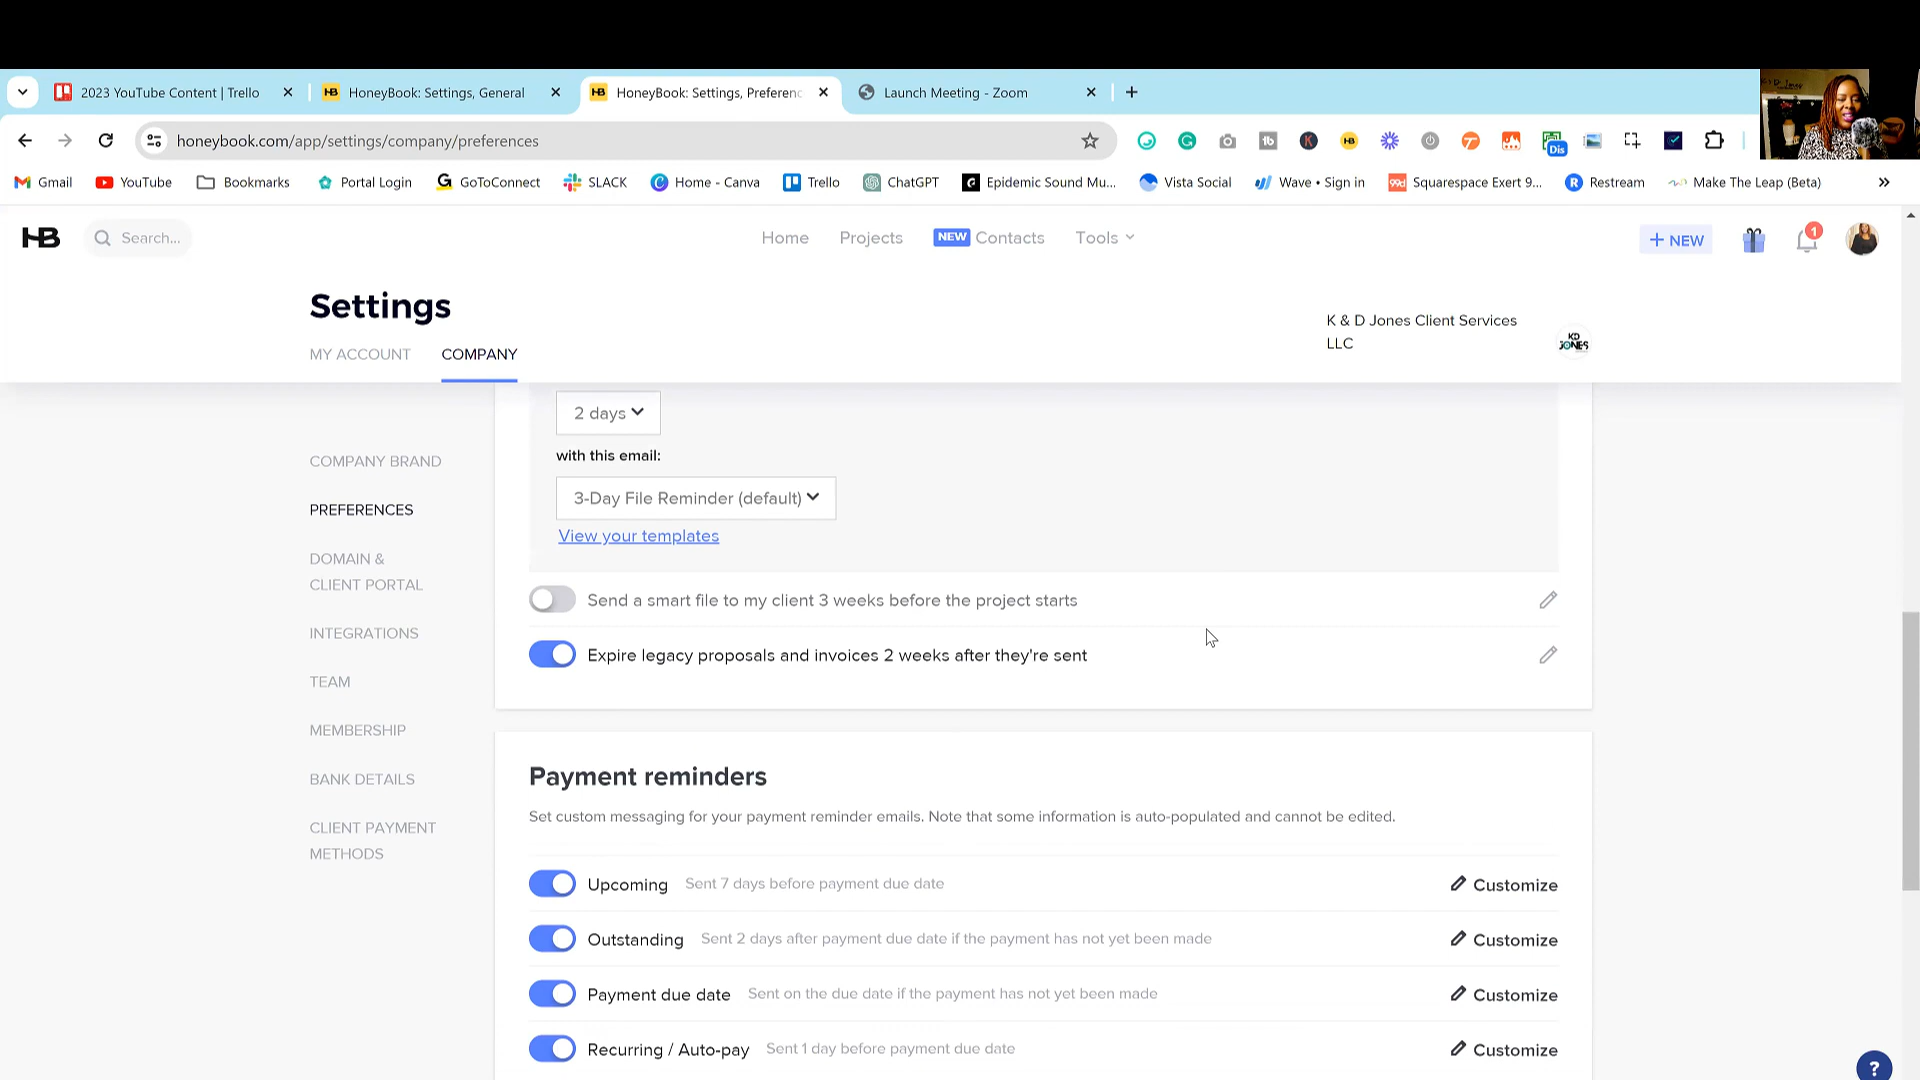 2023 YouTube Content | Trello
HoneyBook: Settings, General
HoneyBook: Settings, Preferenc
Launch Meeting - Zoom
honeybook.com/app/settings/company/preferences
Gmail
YouTube
Bookmarks
Portal Login
GoToConnect
SLACK
Home - Canva
Trello
ChatGPT
Epidemic Sound Mu...
Vista Social
Wave • Sign in
Squarespace Exert 9...
Restream
Make The Leap (Beta)
HB
Search...
Home
Projects
NEW Contacts
Tools
+ NEW
1
Settings
K & D Jones Client Services
LLC
KD
JONES
MY ACCOUNT
COMPANY
COMPANY BRAND
PREFERENCES
DOMAIN &
CLIENT PORTAL
INTEGRATIONS
TEAM
MEMBERSHIP
BANK DETAILS
CLIENT PAYMENT
METHODS
2 days
with this email:
3-Day File Reminder (default)
View your templates
Send a smart file to my client 3 weeks before the project starts
Expire legacy proposals and invoices 2 weeks after they're sent
Payment reminders
Set custom messaging for your payment reminder emails. Note that some information is auto-populated and cannot be edited.
Upcoming Sent 7 days before payment due date Customize
Outstanding Sent 2 days after payment due date if the payment has not yet been made Customize
Payment due date Sent on the due date if the payment has not yet been made Customize
Recurring / Auto-pay Sent 1 day before payment due date Customize
?